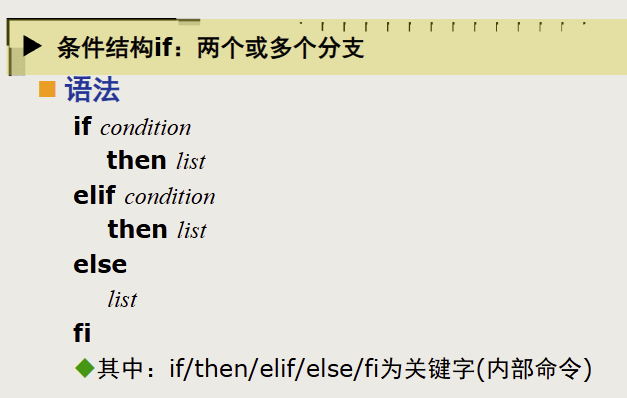 条件结构if：两个或多个分支
语法
if condition
then list
elif condition
then list
else
list
fi
其中：if/then/elif/else/fi为关键字(内部命令)